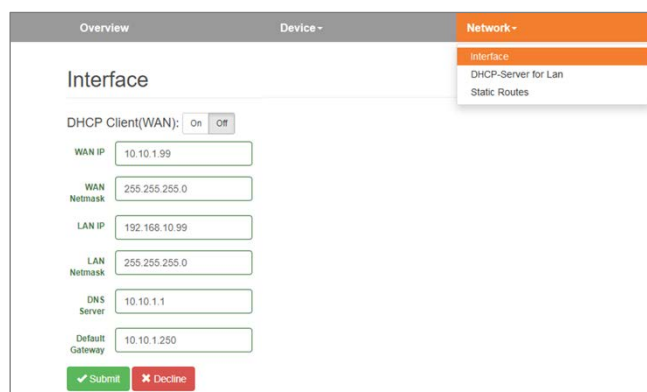 Overview Device Network
Interface
DHCP-Server for Lan
Static Routes
Interface
DHCP Client(WAN): On Off
WAN IP 10.10.1.99
WAN Netmask 255.255.255.0
LAN IP 192.168.10.99
LAN Netmask 255.255.255.0
DNS Server 10.10.1.1
Default Gateway 10.10.1.250
Submit Decline